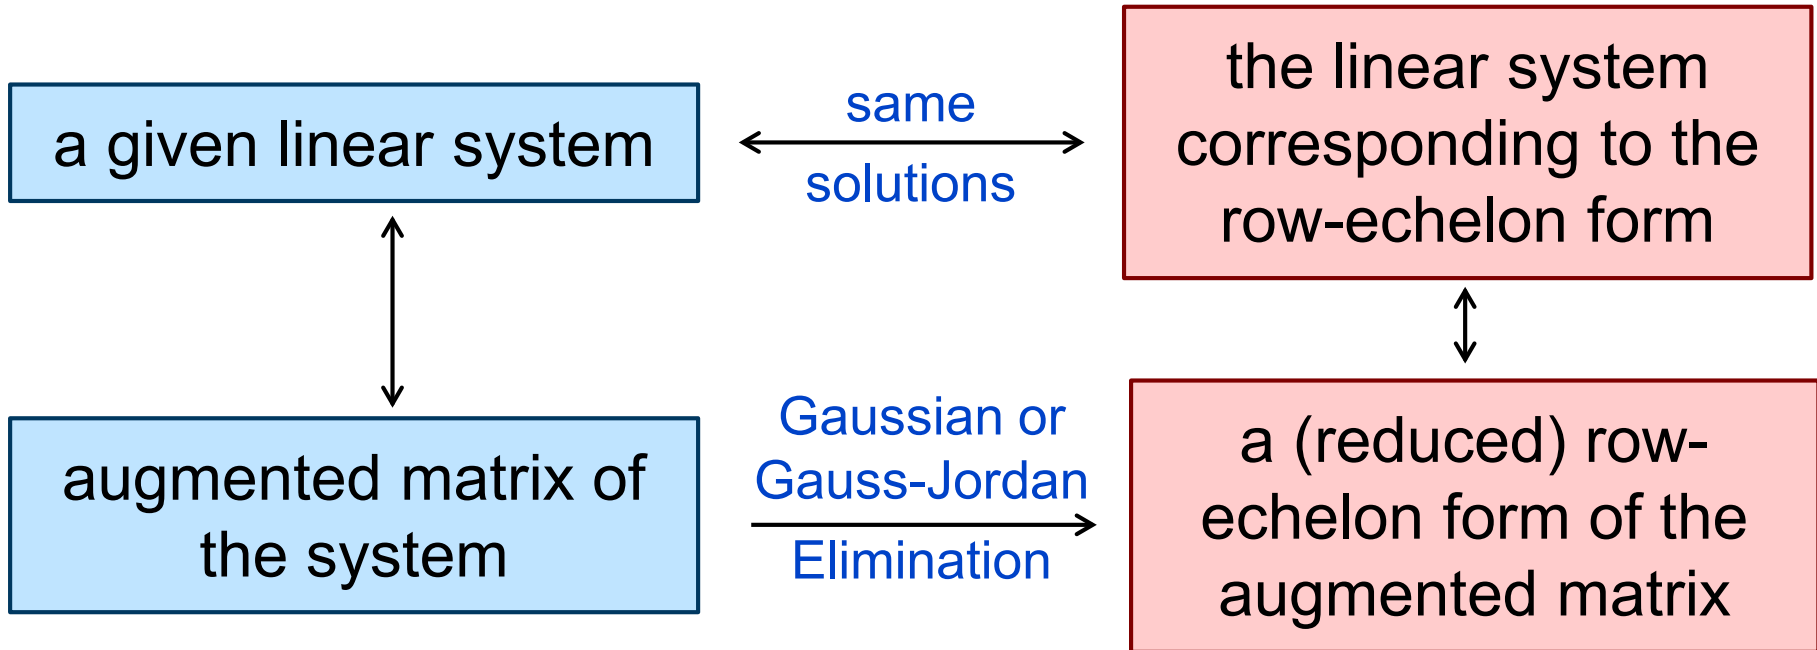 a given linear system
same
solutions
the linear system
corresponding to the
row-echelon form
augmented matrix of
the system
Gaussian or
Gauss-Jordan
Elimination
a (reduced) row-
echelon form of the
augmented matrix